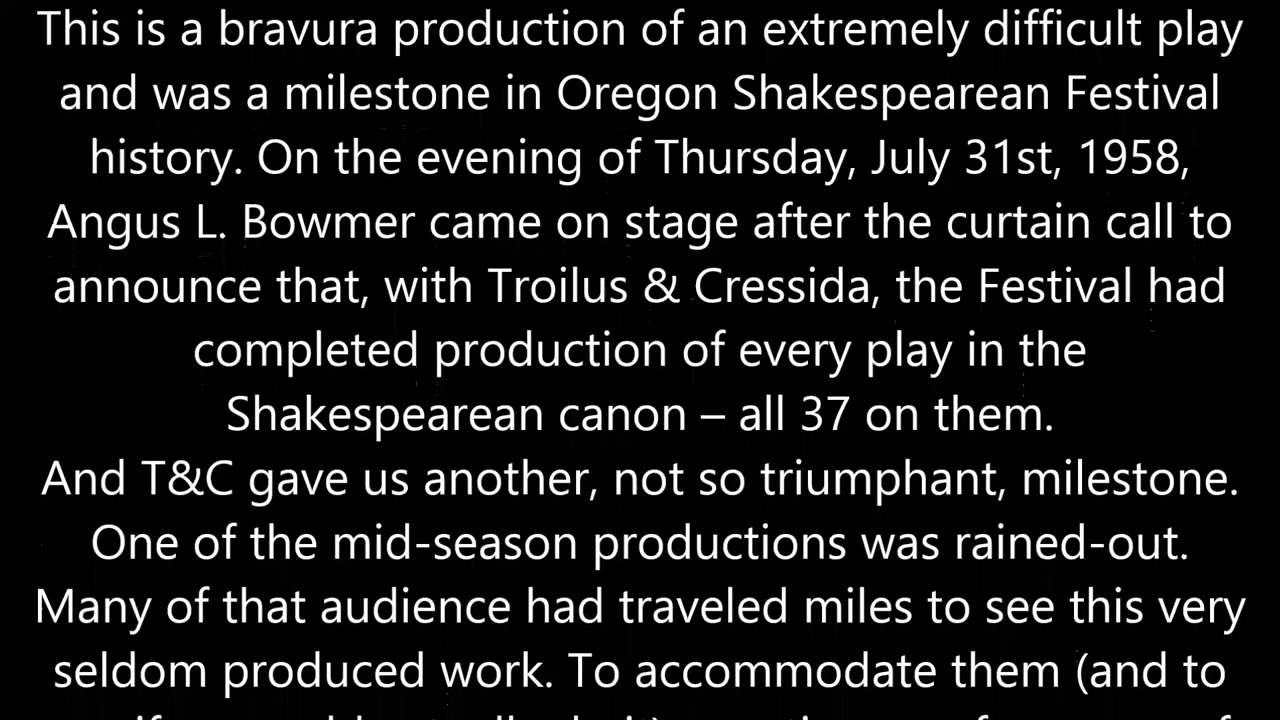 This is a bravura production of an extremely difficult play
and was a milestone in Oregon Shakespearean Festival
history. On the evening of Thursday, July 31st, 1958,
Angus L. Bowmer came on stage after the curtain call to
announce that, with Troilus & Cressida, the Festival had
completed production of every play in the
Shakespearean canon – all 37 on them.
And T&C gave us another, not so triumphant, milestone.
One of the mid-season productions was rained-out.
Many of that audience had traveled miles to see this very
seldom produced work. To accommodate them (and to